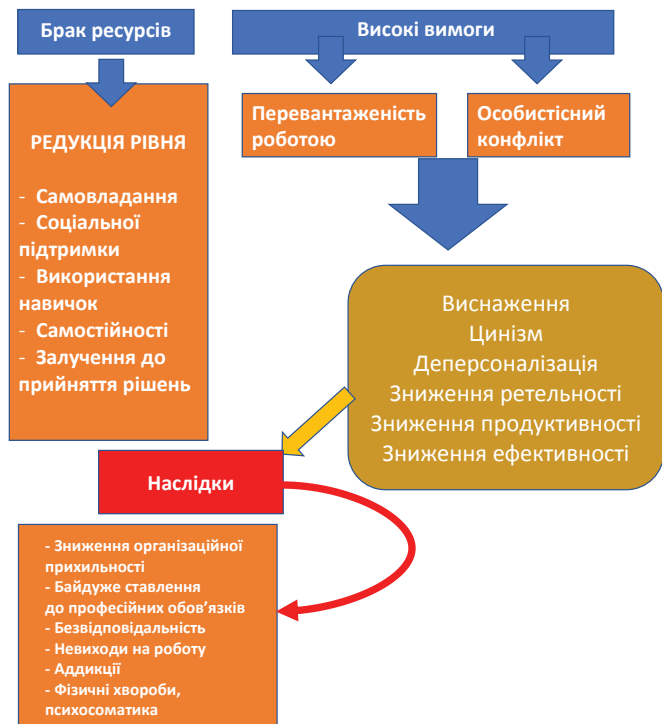 Брак ресурсів
Високі вимоги
РЕДУКЦІЯ РІВНЯ
- Самовладання
- Соціальної
підтримки
- Використання
навичок
- Самостійності
- Залучення до
прийняття рішень
Перевантаженість
роботою
Особистісний
конфлікт
Виснаження
Цинізм
Деперсоналізація
Зниження ретельності
Зниження продуктивності
Зниження ефективності
Наслідки
- Зниження організаційної
прихильності
- Байдуже ставлення
до професійних обов’язків
- Безвідповідальність
- Невиходи на роботу
- Аддикції
- Фізичні хвороби,
психосоматика